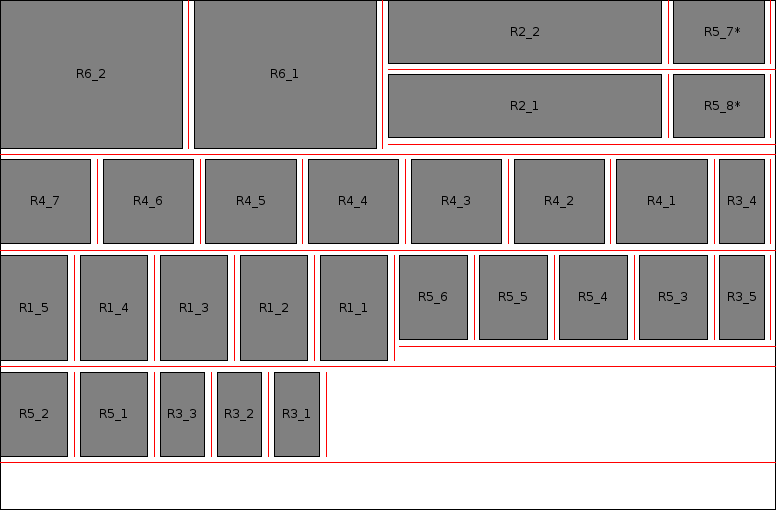 R6_2 R6_1 R2_2 R5_7*
R2_1 R5_8*
R4_7 R4_6 R4_5 R4_4 R4_3 R4_2 R4_1 R3_4
R1_5 R1_4 R1_3 R1_2 R1_1 R5_6 R5_5 R5_4 R5_3 R3_5
R5_2 R5_1 R3_3 R3_2 R3_1